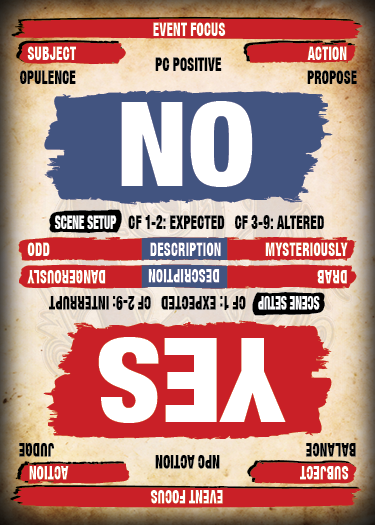 EVENT FOCUS
SUBJECT PC POSITIVE ACTION
OPULENCE PROPOSE
NO
SCENE SETUP CF 1-2: EXPECTED CF 3-9: ALTERED
ODD DESCRIPTION MYSTERIOUSLY
DRAB DESCRIPTION DANGEROUSLY
SCENE SETUP CF 1: EXPECTED CF 2-9: INTERRUPT
YES
BALANCE JUDGE
SUBJECT NPC ACTION ACTION
EVENT FOCUS